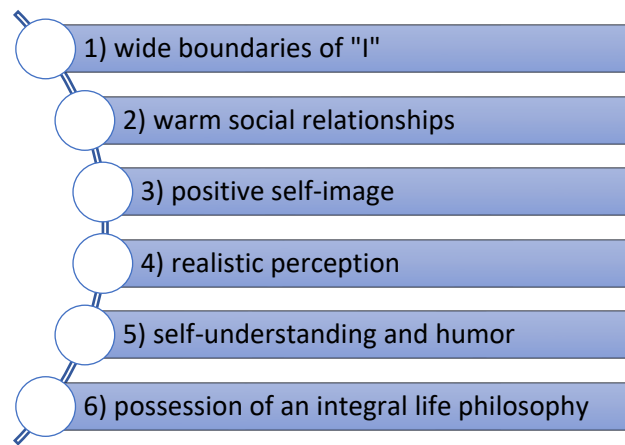 1) wide boundaries of "I"
2) warm social relationships
3) positive self-image
4) realistic perception
5) self-understanding and humor
6) possession of an integral life philosophy